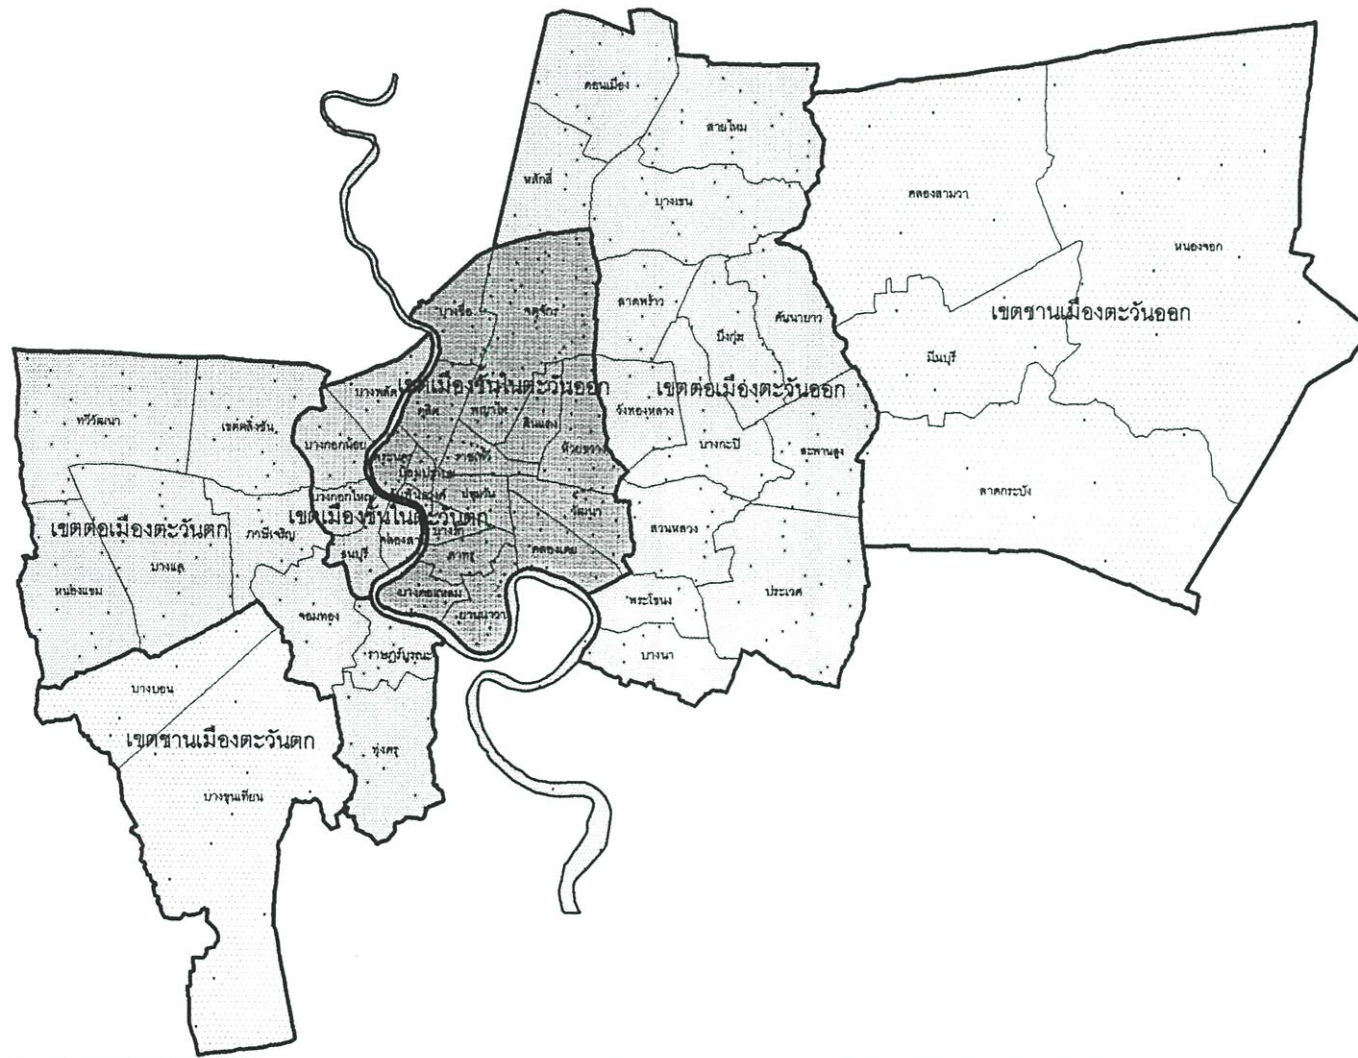 ดอนเมือง
สายไหม
หลักสี่
บางเขน
คลองสามวา
หนองจอก
ลาดพร้าว
บางซื่อ
จตุจักร
คันนายาว
บึงกุ่ม
เขตชานเมืองตะวันออก
มีนบุรี
เขตเมืองชั้นในตะวันออก
เขตต่อเมืองตะวันออก
บางพลัด
ดุสิต
พญาไท
ดินแดง
วังทองหลาง
ทวีวัฒนา
เขตตลิ่งชัน
บางกอกน้อย
บางกะปิ
สะพานสูง
ห้วยขวาง
ราชเทวี
ลาดกระบัง
บางกอกใหญ่
ปทุมวัน
วัฒนา
เขตเมืองชั้นในตะวันตก
เขตต่อเมืองตะวันตก
ภาษีเจริญ
สวนหลวง
บางรัก
ธนบุรี
คลองสาน
สาทร
คลองเตย
บางแค
หนองแขม
บางคอแหลม
ยานนาวา
พระโขนง
ประเวศ
จอมทอง
ราษฎร์บูรณะ
บางนา
บางบอน
เขตชานเมืองตะวันตก
ทุ่งครุ
บางขุนเทียน